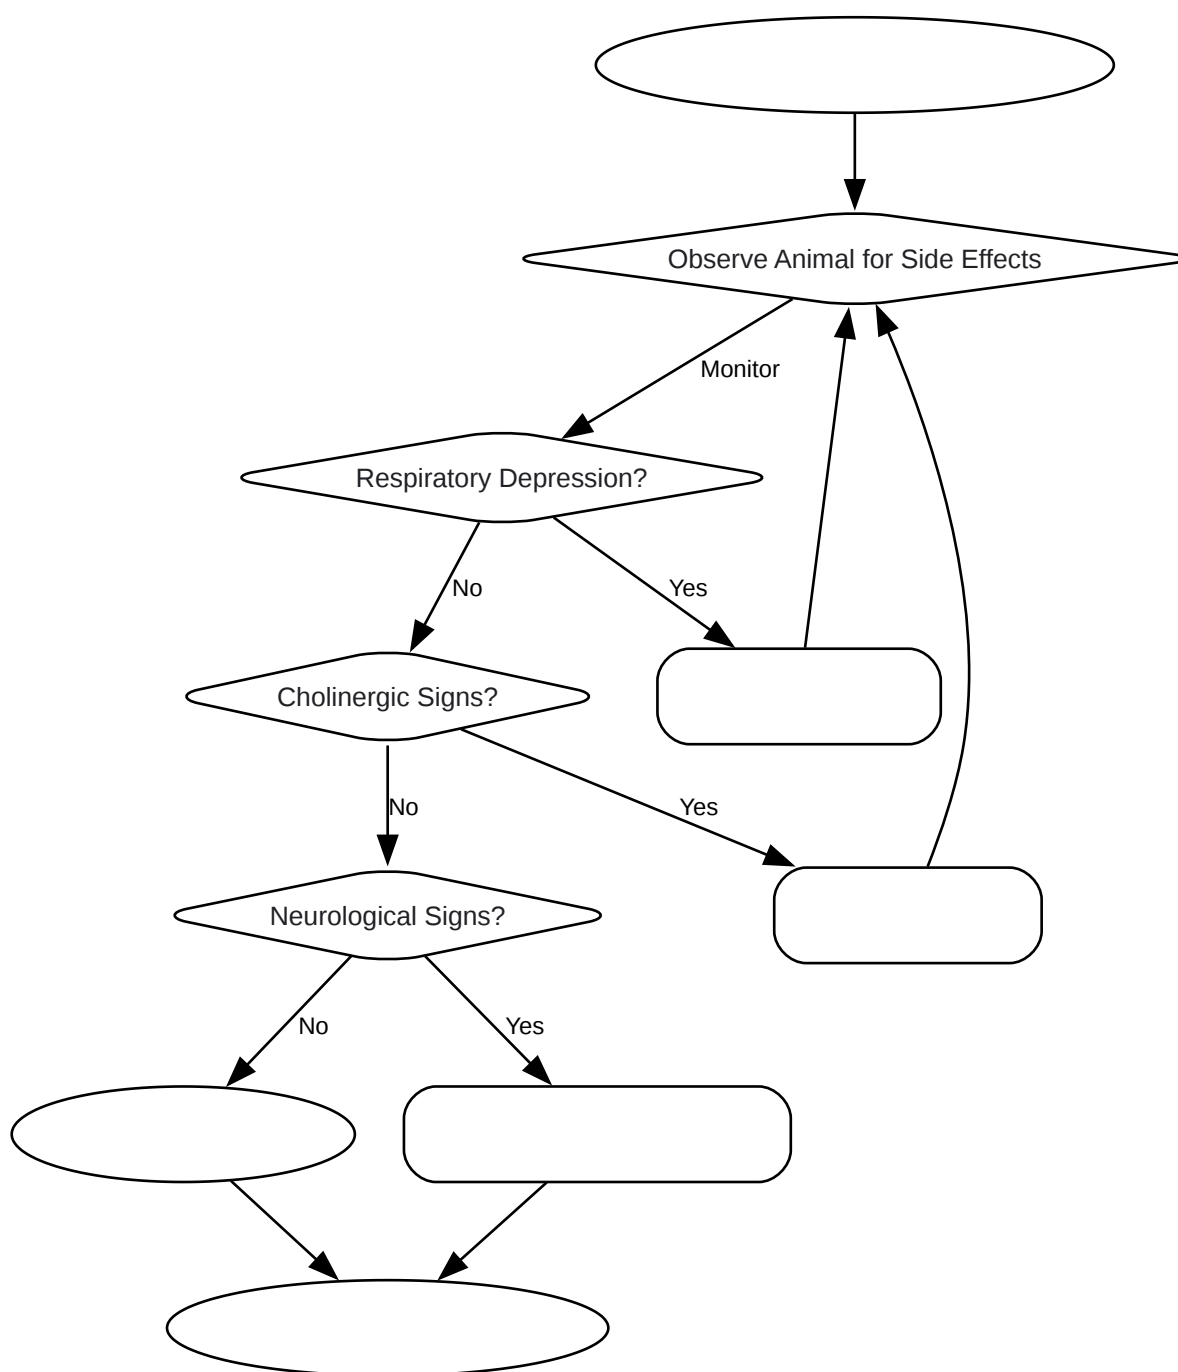 Observe Animal for Side Effects
Monitor
Respiratory Depression?
No
Yes
Cholinergic Signs?
No
Yes
Neurological Signs?
No
Yes